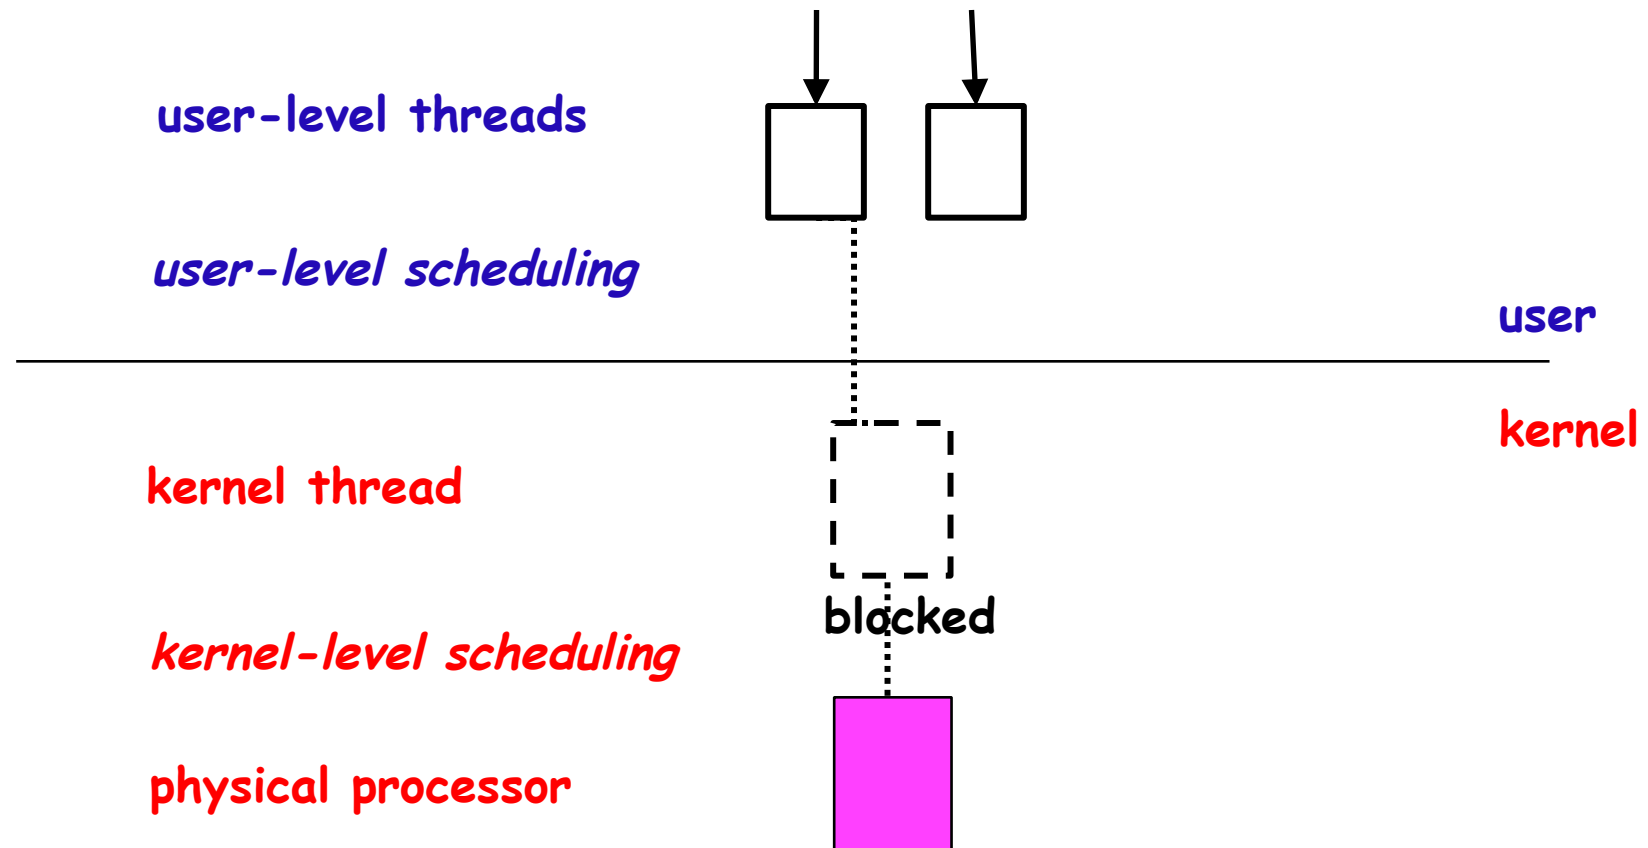 user-level threads
user-level scheduling
user
kernel
kernel thread
blocked
kernel-level scheduling
physical processor